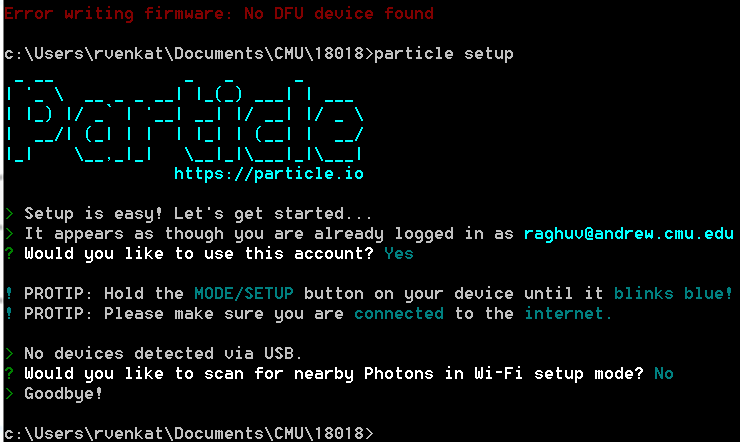 Error writing firmware: No DFU device found
c:\Users\rvenkat\Documents\CMU\18018>particle setup
Particle
https://particle.io
> Setup is easy! Let's get started...
> It appears as though you are already logged in as raghuv@andrew.cmu.edu
? Would you like to use this account? Yes
! PROTIP: Hold the MODE/SETUP button on your device until it blinks blue!
! PROTIP: Please make sure you are connected to the internet.
> No devices detected via USB.
? Would you like to scan for nearby Photons in Wi-Fi setup mode? No
> Goodbye!
c:\Users\rvenkat\Documents\CMU\18018>